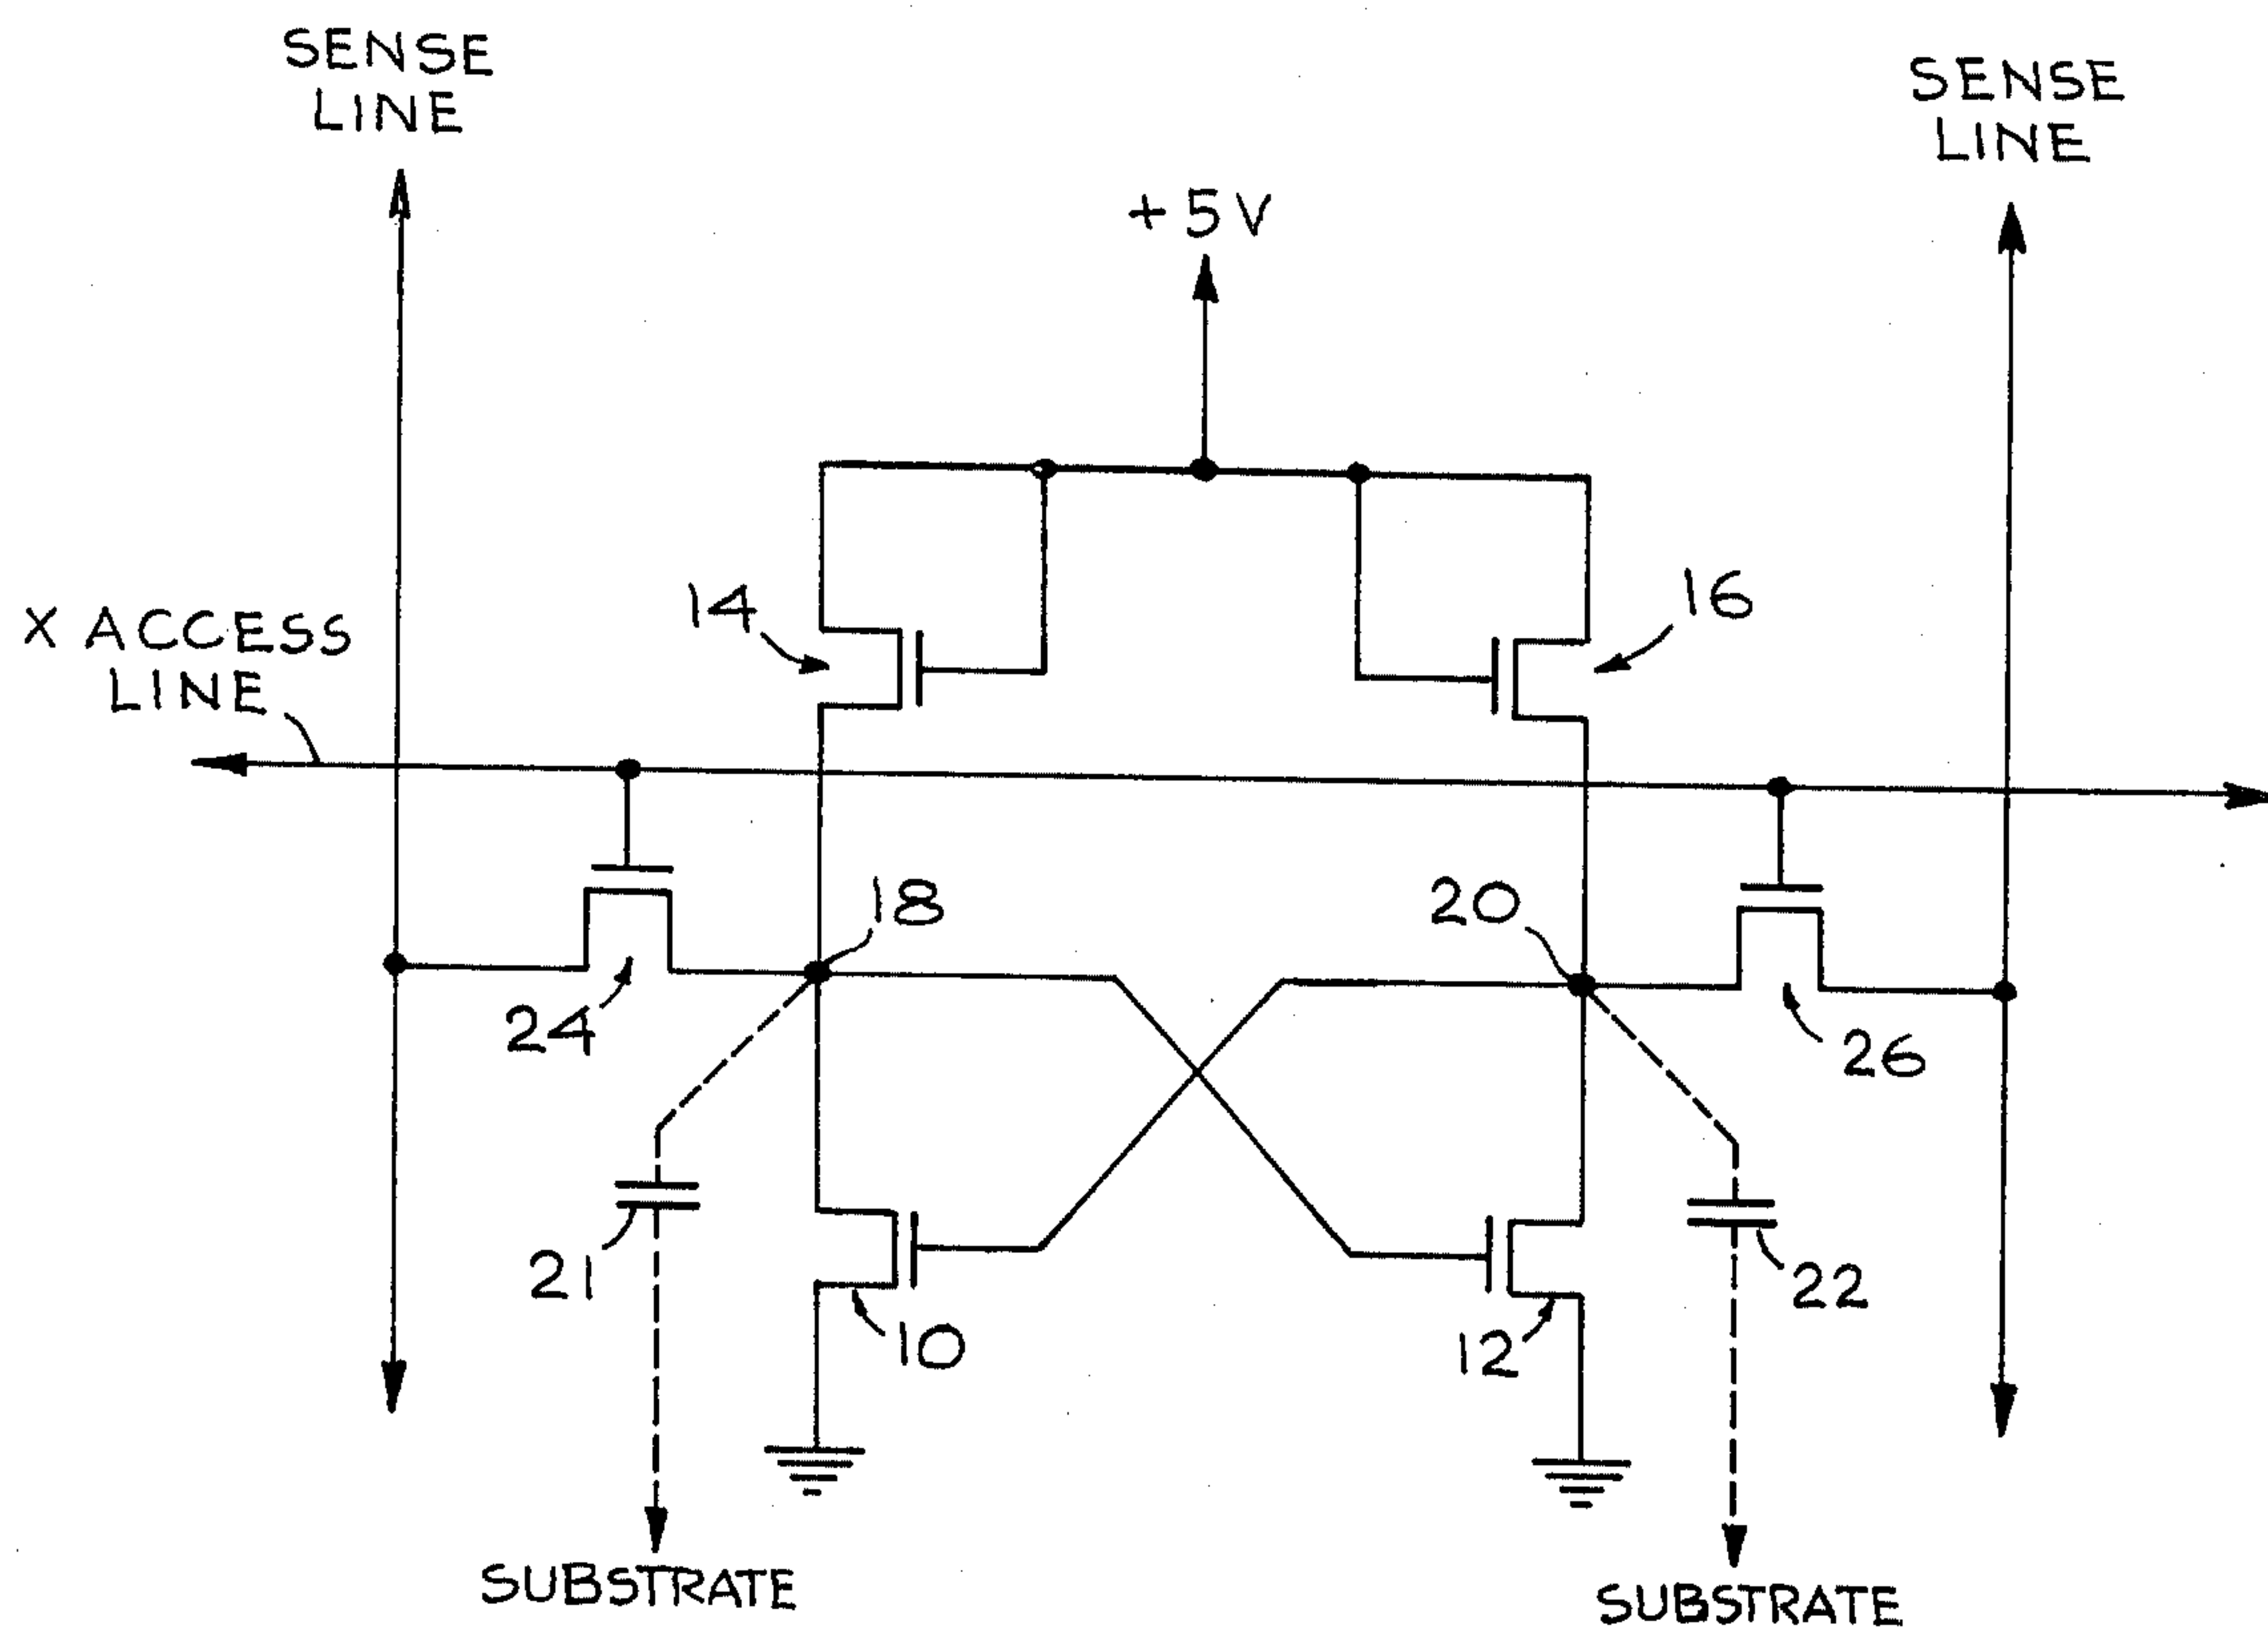 SENSE
LINE
SENSE
LINE
+5V
14
16
X ACCESS
LINE
18
20
24
26
21
22
10
12
SUBSTRATE
SUBSTRATE